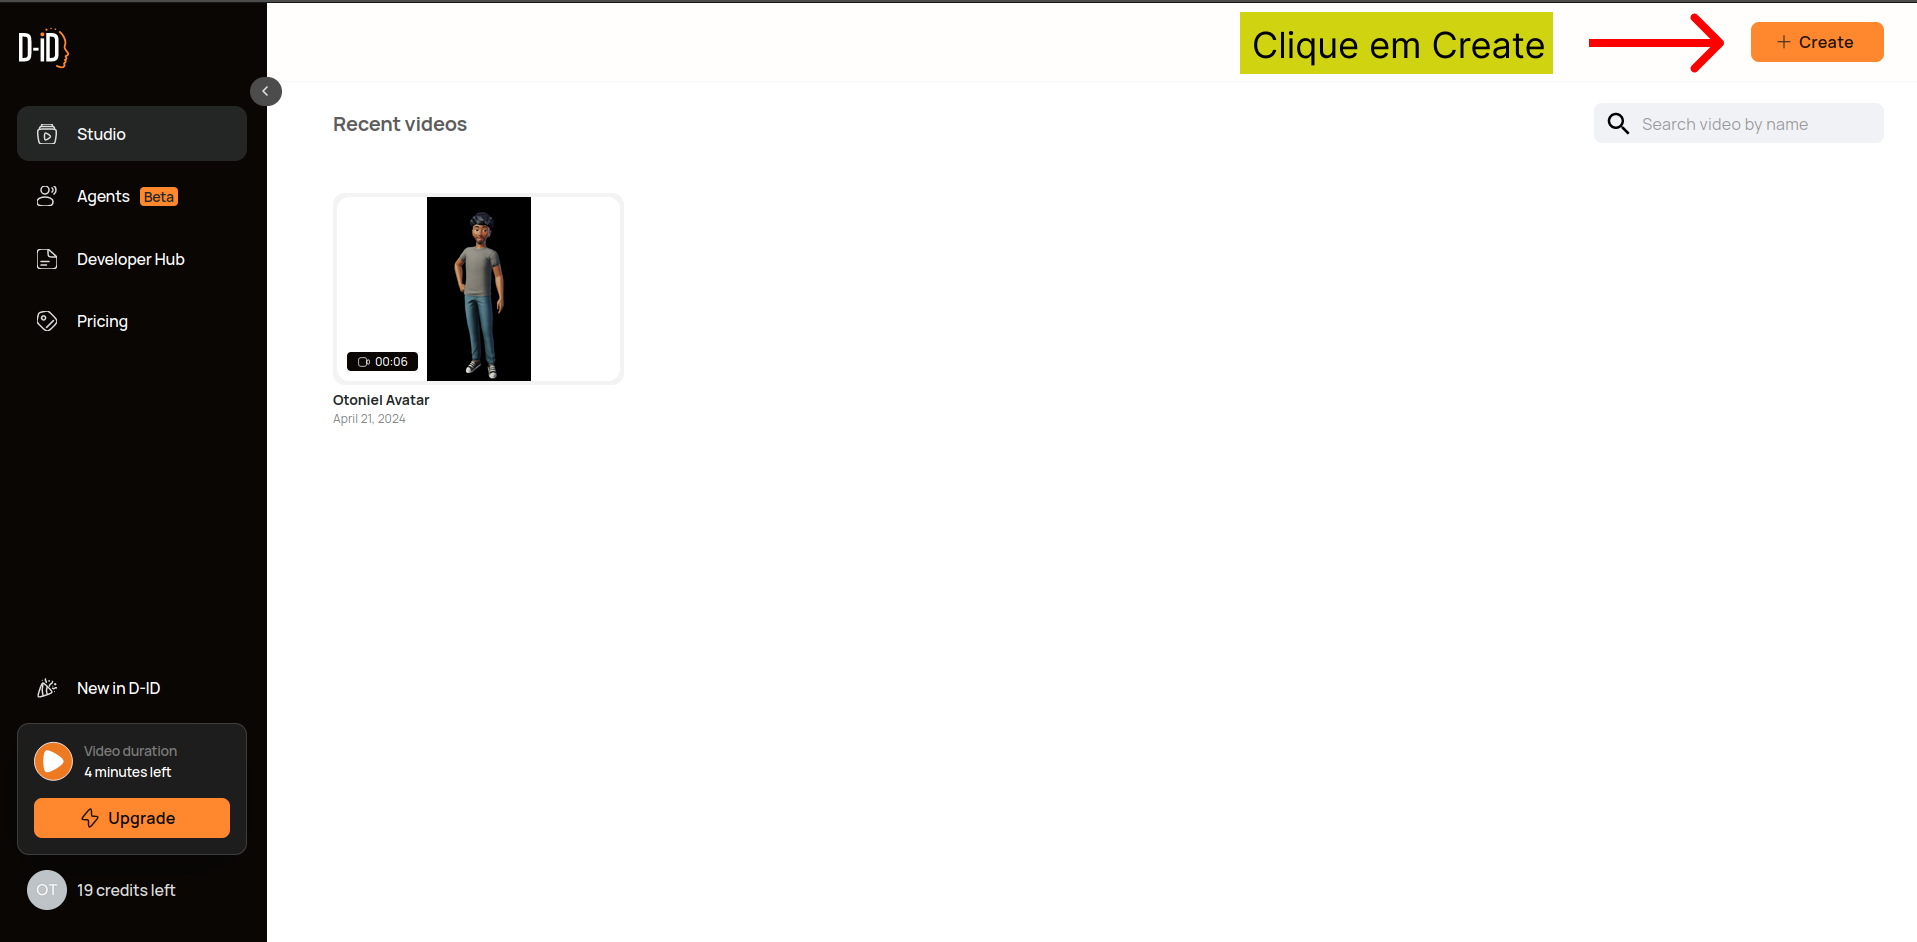 D-iD
Clique em Create
+ Create
Studio
Agents Beta
Developer Hub
Pricing
Recent videos
Search video by name
00:06
Otoniel Avatar
April 21, 2024
New in D-ID
Video duration
4 minutes left
Upgrade
OT 19 credits left